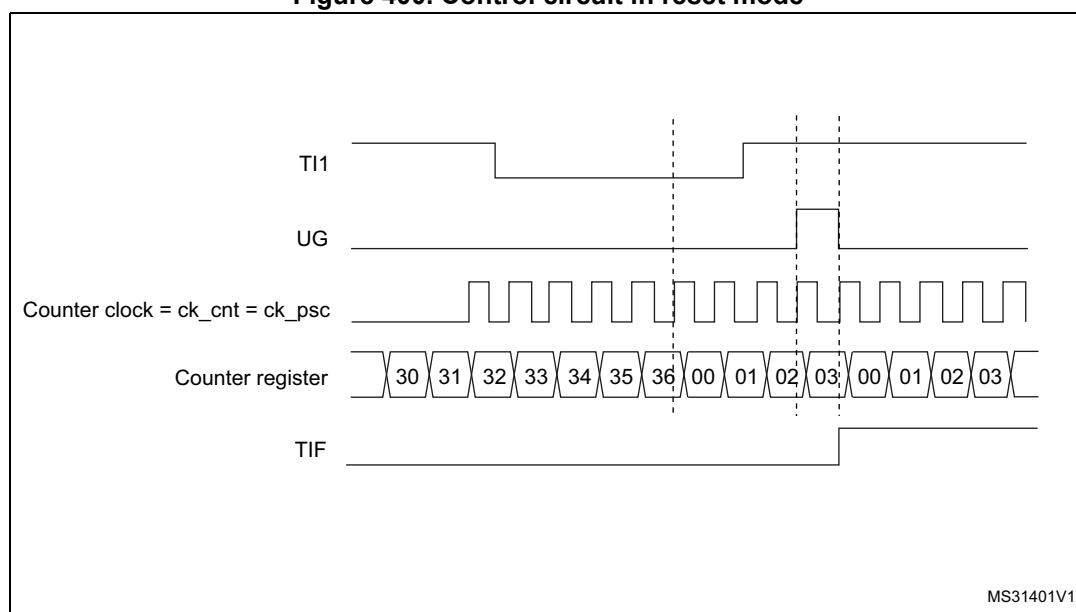 Figure Control circuit in reset mode
TI1
UG
Counter clock = ck_cnt = ck_psc
Counter register 30 31 32 33 34 35 36 00 01 02 03 00 01 02 03
TIF
MS31401V1